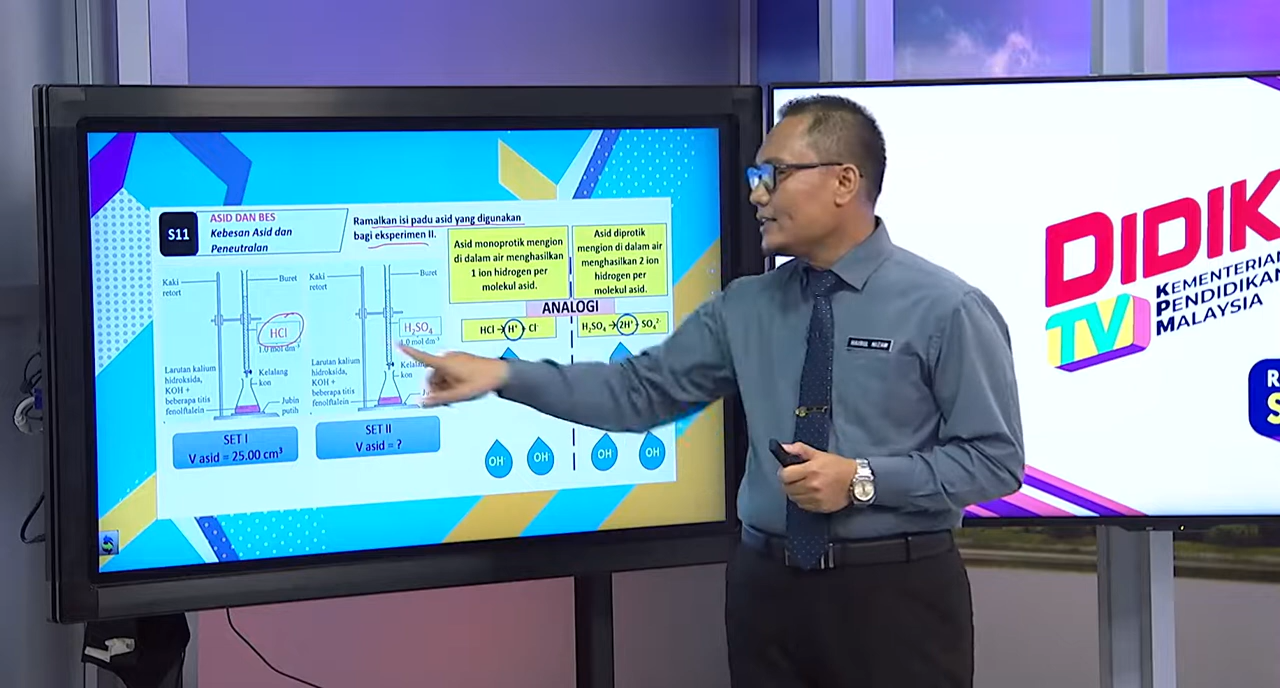 S11
ASID DAN BES
Kebesan Asid dan
Peneutralan
Ramalkan isi padu asid yang digunakan
bagi eksperimen II.
Kaki
retort
Buret
HCl
1.0 mol dm⁻³
Larutan kalium
hidroksida,
KOH +
beberapa titis
fenolftalein
Kelalang
kon
Jubin
putih
SET I
V asid = 25.00 cm³
Kaki
retort
Buret
H₂SO₄
1.0 mol dm⁻³
Larutan kalium
hidroksida,
KOH +
beberapa titis
fenolftalein
SET II
V asid = ?
Asid monoprotik mengion
di dalam air menghasilkan
1 ion hidrogen per
molekul asid.
Asid diprotik
mengion di dalam air
menghasilkan 2 ion
hidrogen per
molekul asid.
ANALOGI
HCl → H⁺ + Cl⁻
H₂SO₄ → 2H⁺ + SO₄²⁻
OH⁻ OH⁻ OH⁻ OH⁻
DIDIK
TV
KEMENTERIAN
PENDIDIKAN
MALAYSIA